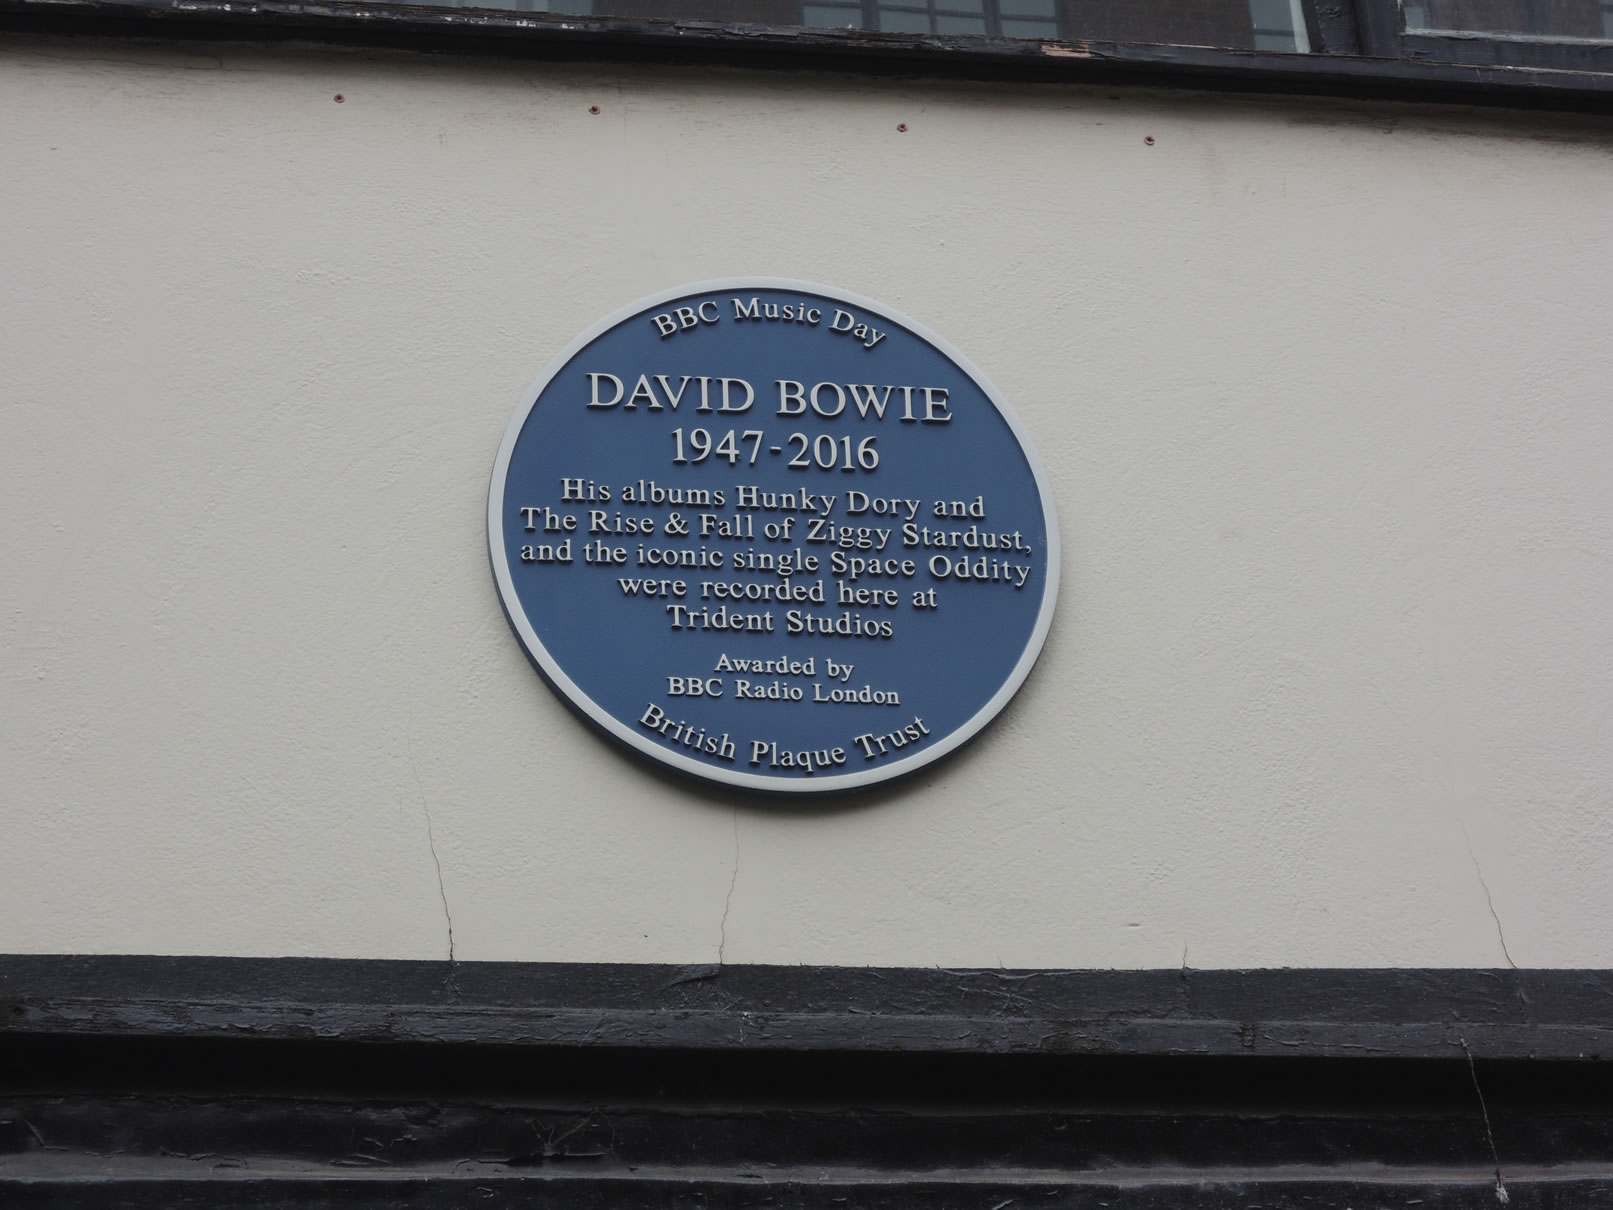 BBC Music Day
DAVID BOWIE
1947-2016
His albums Hunky Dory and
The Rise & Fall of Ziggy Stardust,
and the iconic single Space Oddity
were recorded here at
Trident Studios
Awarded by
BBC Radio London
British Plaque Trust